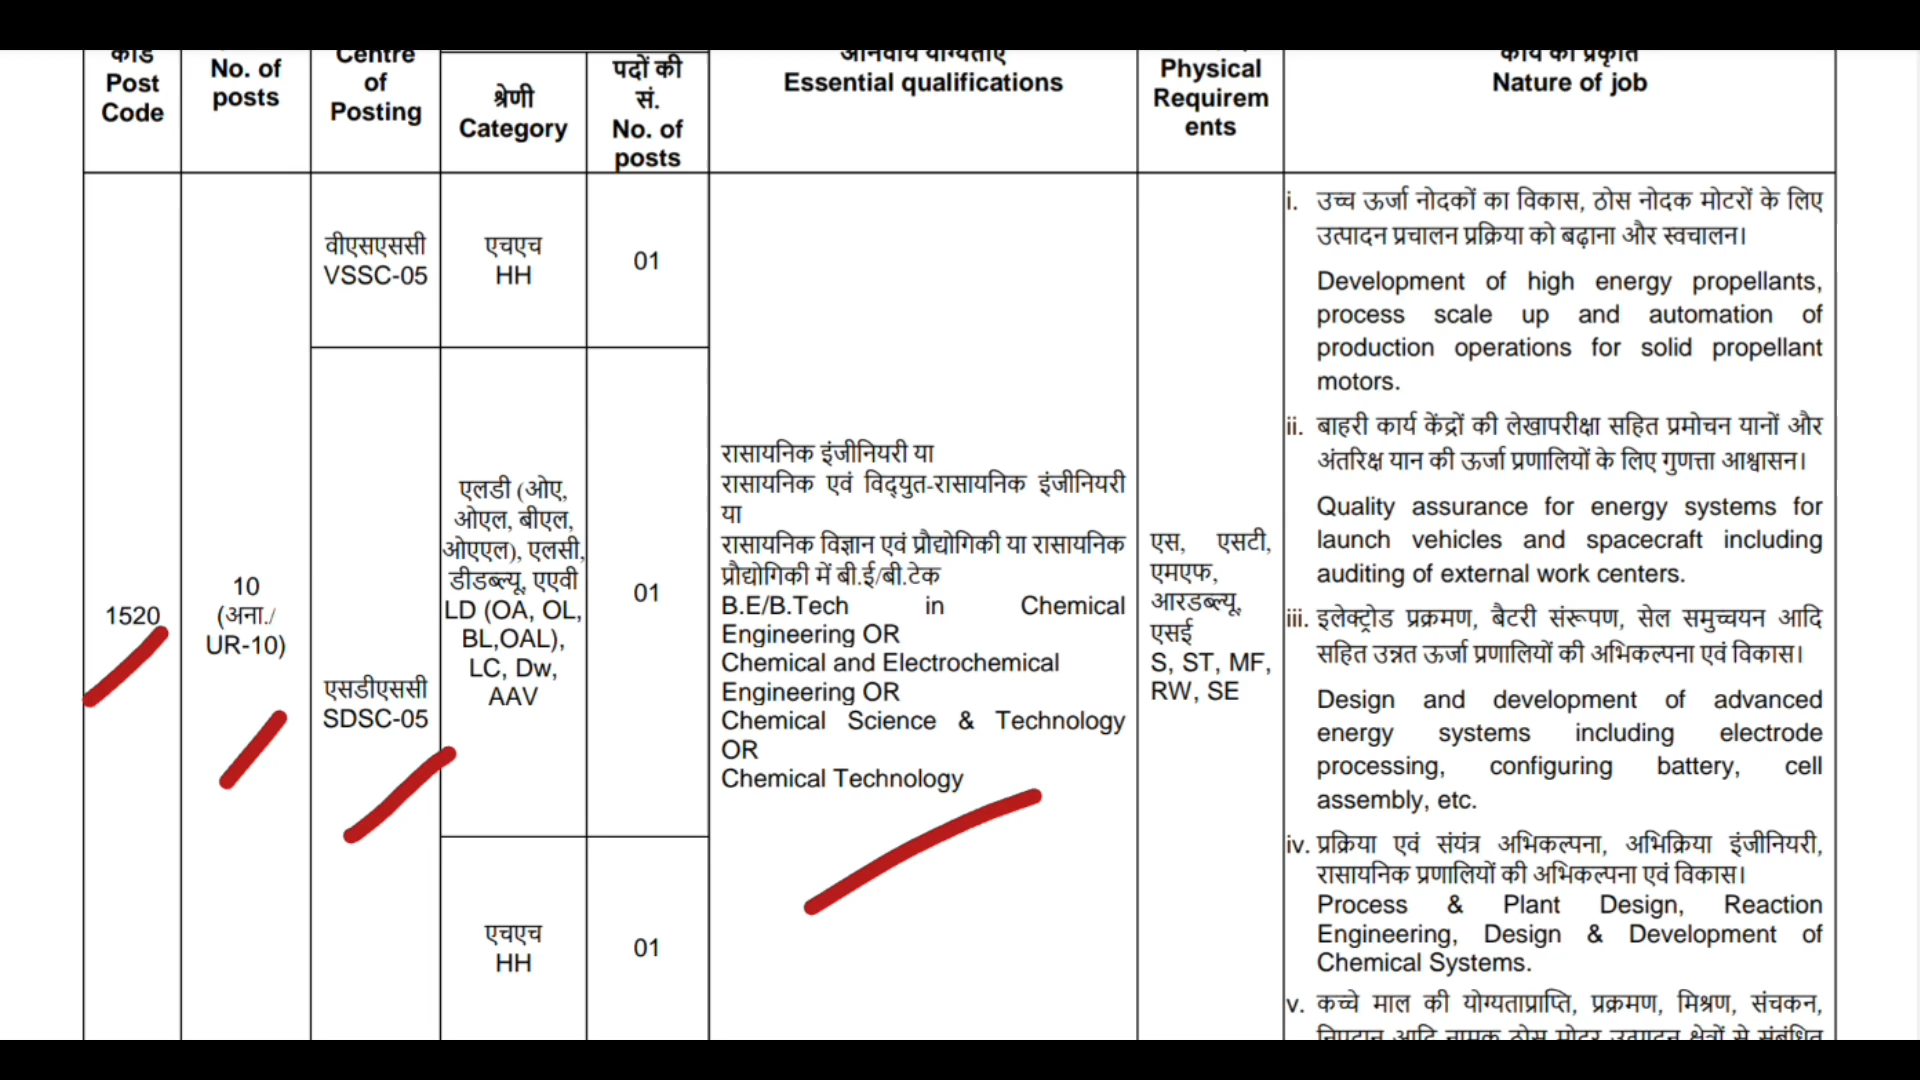 कोड
Post
Code
No. of
posts
Centre
of
Posting
श्रेणी
Category
पदों की
सं.
No. of
posts
अनिवार्य योग्यताएं
Essential qualifications
Physical
Requirem
ents
कार्य की प्रकृति
Nature of job
1520
10
(अना./
UR-10)
वीएसएससी
VSSC-05
एचएच
HH
01
एसडीएससी
SDSC-05
एलडी (ओए,
ओएल, बीएल,
ओएएल), एलसी,
डीडब्ल्यू, एएवी
LD (OA, OL,
BL,OAL),
LC, Dw,
AAV
01
एचएच
HH
01
रासायनिक इंजीनियरी या
रासायनिक एवं विद्युत-रासायनिक इंजीनियरी
या
रासायनिक विज्ञान एवं प्रौद्योगिकी या रासायनिक
प्रौद्योगिकी में बी.ई/बी.टेक
B.E/B.Tech in Chemical
Engineering OR
Chemical and Electrochemical
Engineering OR
Chemical Science & Technology
OR
Chemical Technology
एस, एसटी,
एमएफ,
आरडब्ल्यू,
एसई
S, ST, MF,
RW, SE
i. उच्च ऊर्जा नोदकों का विकास, ठोस नोदक मोटरों के लिए
उत्पादन प्रचालन प्रक्रिया को बढ़ाना और स्वचालन।
Development of high energy propellants,
process scale up and automation of
production operations for solid propellant
motors.
ii. बाहरी कार्य केंद्रों की लेखापरीक्षा सहित प्रमोचन यानों और
अंतरिक्ष यान की ऊर्जा प्रणालियों के लिए गुणत्ता आश्वासन।
Quality assurance for energy systems for
launch vehicles and spacecraft including
auditing of external work centers.
iii. इलेक्ट्रोड प्रक्रमण, बैटरी संरूपण, सेल समुच्चयन आदि
सहित उन्नत ऊर्जा प्रणालियों की अभिकल्पना एवं विकास।
Design and development of advanced
energy systems including electrode
processing, configuring battery, cell
assembly, etc.
iv. प्रक्रिया एवं संयंत्र अभिकल्पना, अभिक्रिया इंजीनियरी,
रासायनिक प्रणालियों की अभिकल्पना एवं विकास।
Process & Plant Design, Reaction
Engineering, Design & Development of
Chemical Systems.
v. कच्चे माल की योग्यताप्राप्ति, प्रक्रमण, मिश्रण, संचकन,
आदि नामक ठोस मोटर उत्पादन क्षेत्रों से संबंधित